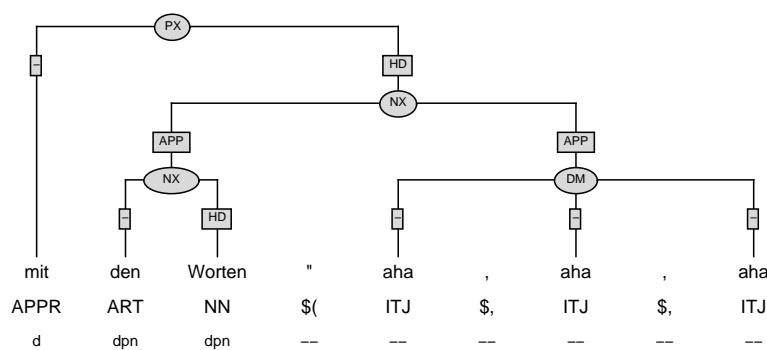 PX
– HD
NX
APP APP
NX DM
– HD – – –
mit den Worten " aha , aha , aha
APPR ART NN $( ITJ $, ITJ $, ITJ
d dpn dpn –– –– –– –– –– ––